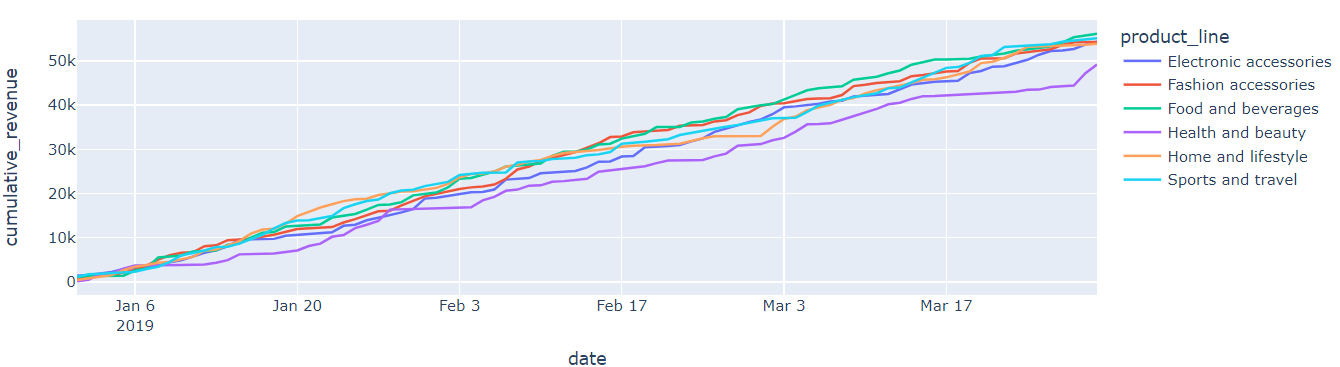 cumulative_revenue
50k
40k
30k
20k
10k
0
Jan 6
2019
Jan 20
Feb 3
Feb 17
Mar 3
Mar 17
date
product_line
Electronic accessories
Fashion accessories
Food and beverages
Health and beauty
Home and lifestyle
Sports and travel